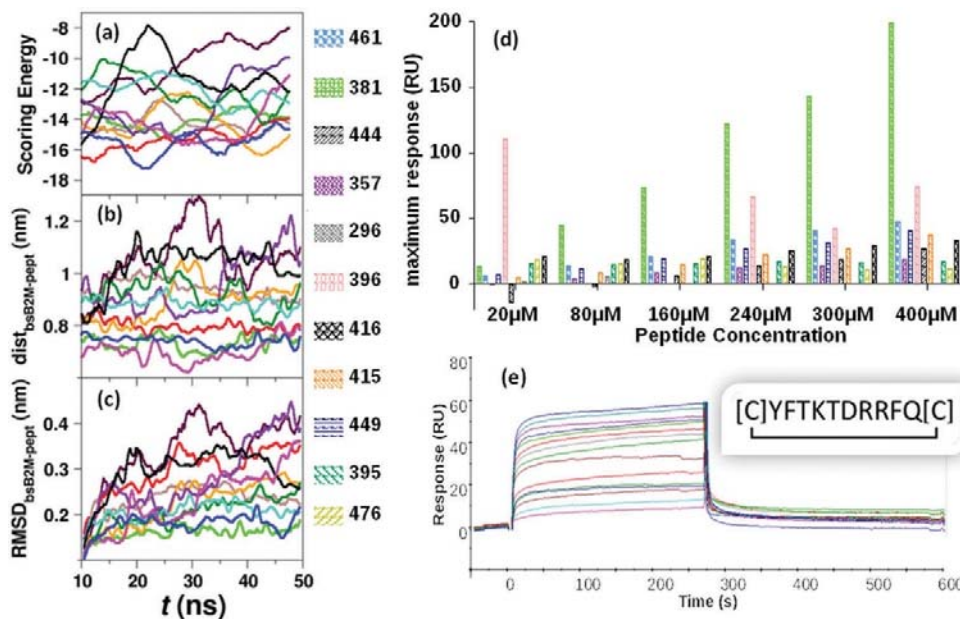 (a)
Scoring Energy
-8
-10
-12
-14
-16
-18
(b)
dist.bsB2M-pept (nm)
1.2
1
0.8
(c)
RMSDbsB2M-pept(nm)
0.4
0.3
0.2
10 20 30 40 50
t (ns)
461
381
444
357
296
396
416
415
449
395
476
(d)
maximum response (RU)
200
150
100
50
0
20µM 80µM 160µM 240µM 300µM 400µM
Peptide Concentration
(e)
Response (RU)
80
60
40
20
0
0 100 200 300 400 500 600
Time (s)
[C]YFTKTDRRFQ[C]